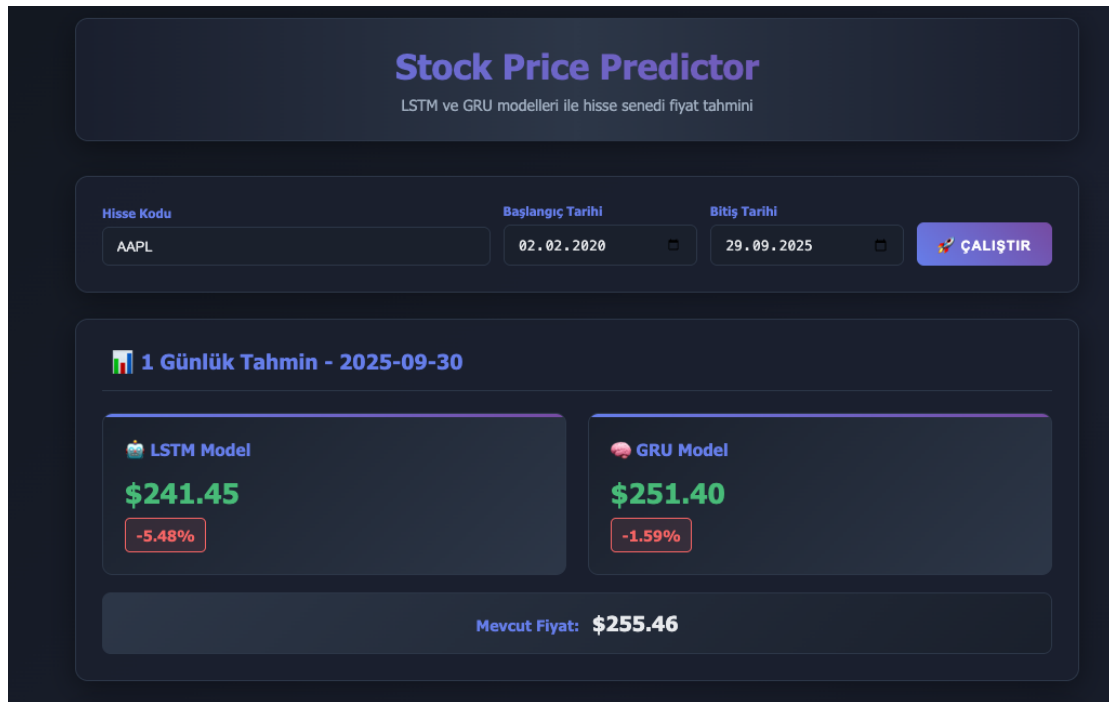 Stock Price Predictor
LSTM ve GRU modelleri ile hisse senedi fiyat tahmini
Hisse Kodu
AAPL
Başlangıç Tarihi
02.02.2020
Bitiş Tarihi
29.09.2025
🚀 ÇALIŞTIR
📊 1 Günlük Tahmin - 2025-09-30
🤖 LSTM Model
$241.45
-5.48%
🧠 GRU Model
$251.40
-1.59%
Mevcut Fiyat: $255.46